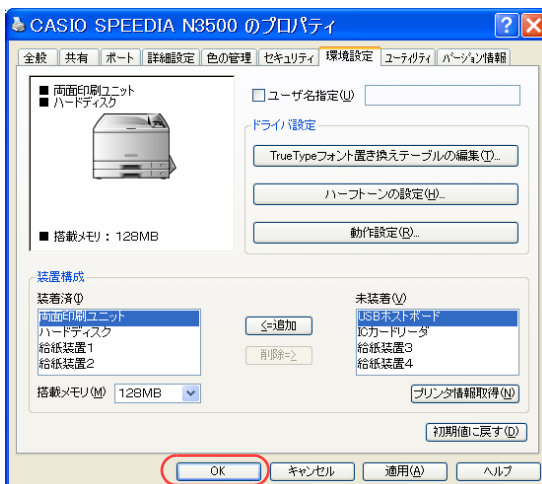 CASIO SPEEDIA N3500 のプロパティ
全般 共有 ポート 詳細設定 色の管理 セキュリティ 環境設定 ユーティリティ バージョン情報
■ 両面印刷ユニット
■ ハードディスク
■ 搭載メモリ：128MB
ユーザ名指定(U)
ドライバ設定
TrueTypeフォント置き換えテーブルの編集(T)...
ハーフトーンの設定(H)...
動作設定(R)...
装置構成
装着済(I)
両面印刷ユニット
ハードディスク
給紙装置1
給紙装置2
<=追加
削除=>
未装着(V)
USBホストボード
ICカードリーダ
給紙装置3
給紙装置4
搭載メモリ(M) 128MB
プリンタ情報取得(N)
初期値に戻す(D)
OK キャンセル 適用(A) ヘルプ